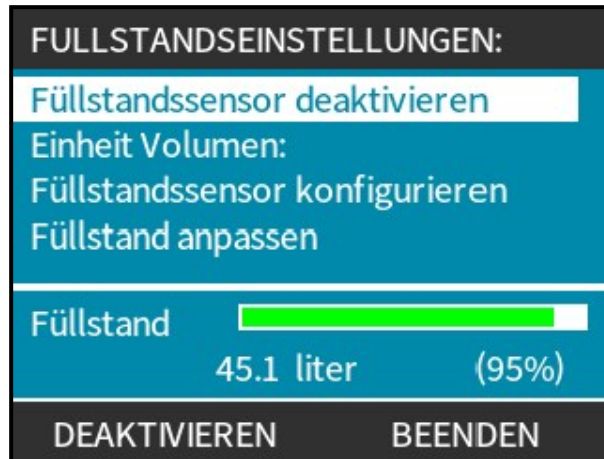 FULLSTANDSEINSTELLUNGEN:
Füllstandssensor deaktivieren
Einheit Volumen:
Füllstandssensor konfigurieren
Füllstand anpassen
Füllstand
45.1 liter (95%)
DEAKTIVIEREN BEENDEN